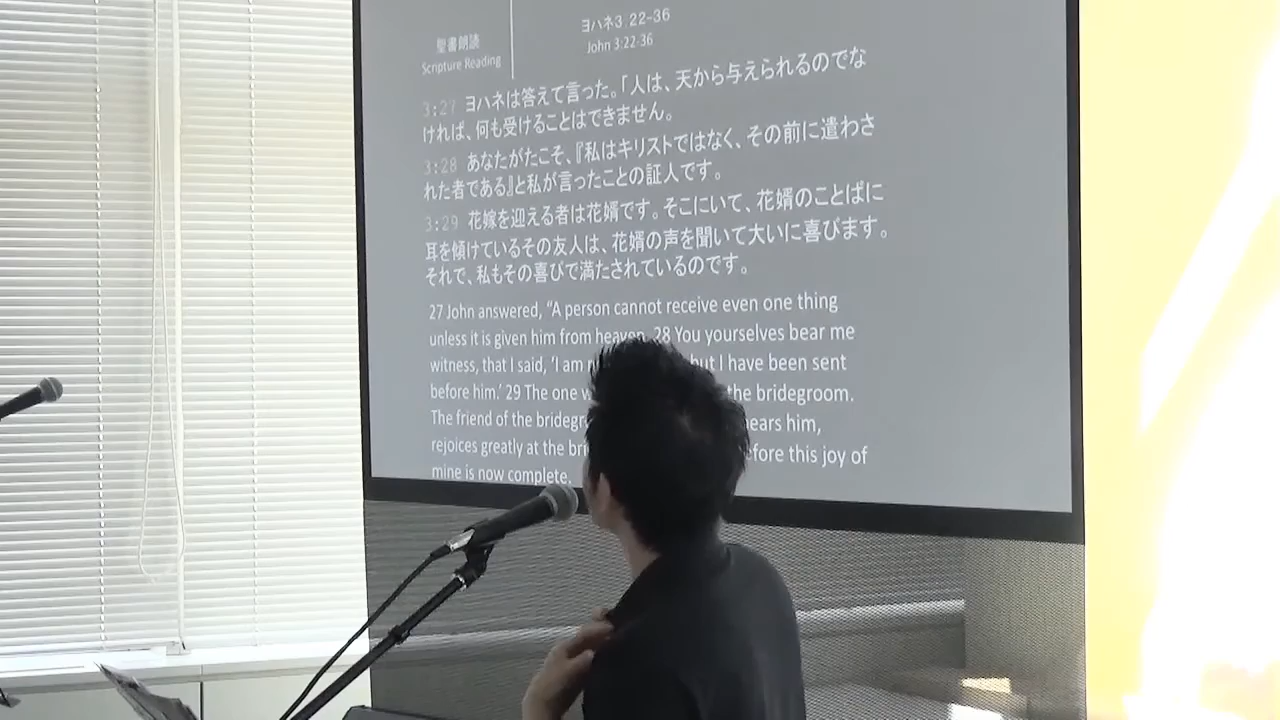 聖書朗読
Scripture Reading
ヨハネ3 22-36
John 3:22-36
3:27 ヨハネは答えて言った。「人は、天から与えられるのでな
ければ、何も受けることはできません。
3:28 あなたがたこそ、『私はキリストではなく、その前に遣わさ
れた者である』と私が言ったことの証人です。
3:29 花嫁を迎える者は花婿です。そこにいて、花婿のことばに
耳を傾けているその友人は、花婿の声を聞いて大いに喜びます。
それで、私もその喜びで満たされているのです。
27 John answered, “A person cannot receive even one thing
unless it is given him from heaven. 28 You yourselves bear me
witness, that I said, ‘I am but I have been sent
before him.’ 29 The one the bridegroom.
The friend of the hears him,
rejoices greatly at the this joy of
mine is now complete.